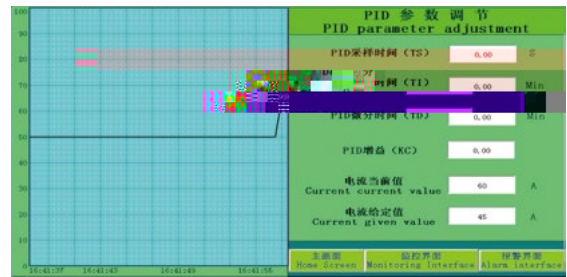 PID 参 数 调 节
PID parameter adjustment
100
90
80
70
60
50
40
30
20
10
0
16:41:37 16:41:43 16:41:49 16:41:55
PID采样时间 (TS) 0.00 S
时间 (TI) 0.00 Min
PID微分时间 (TD) 0.00 Min
PID增益 (KC) 0.00
电流当前值
Current current value 60 A
电流给定值
Current given value 45 A
主画面 监控界面 报警界面
Home Screen Monitoring Interface Alarm interface